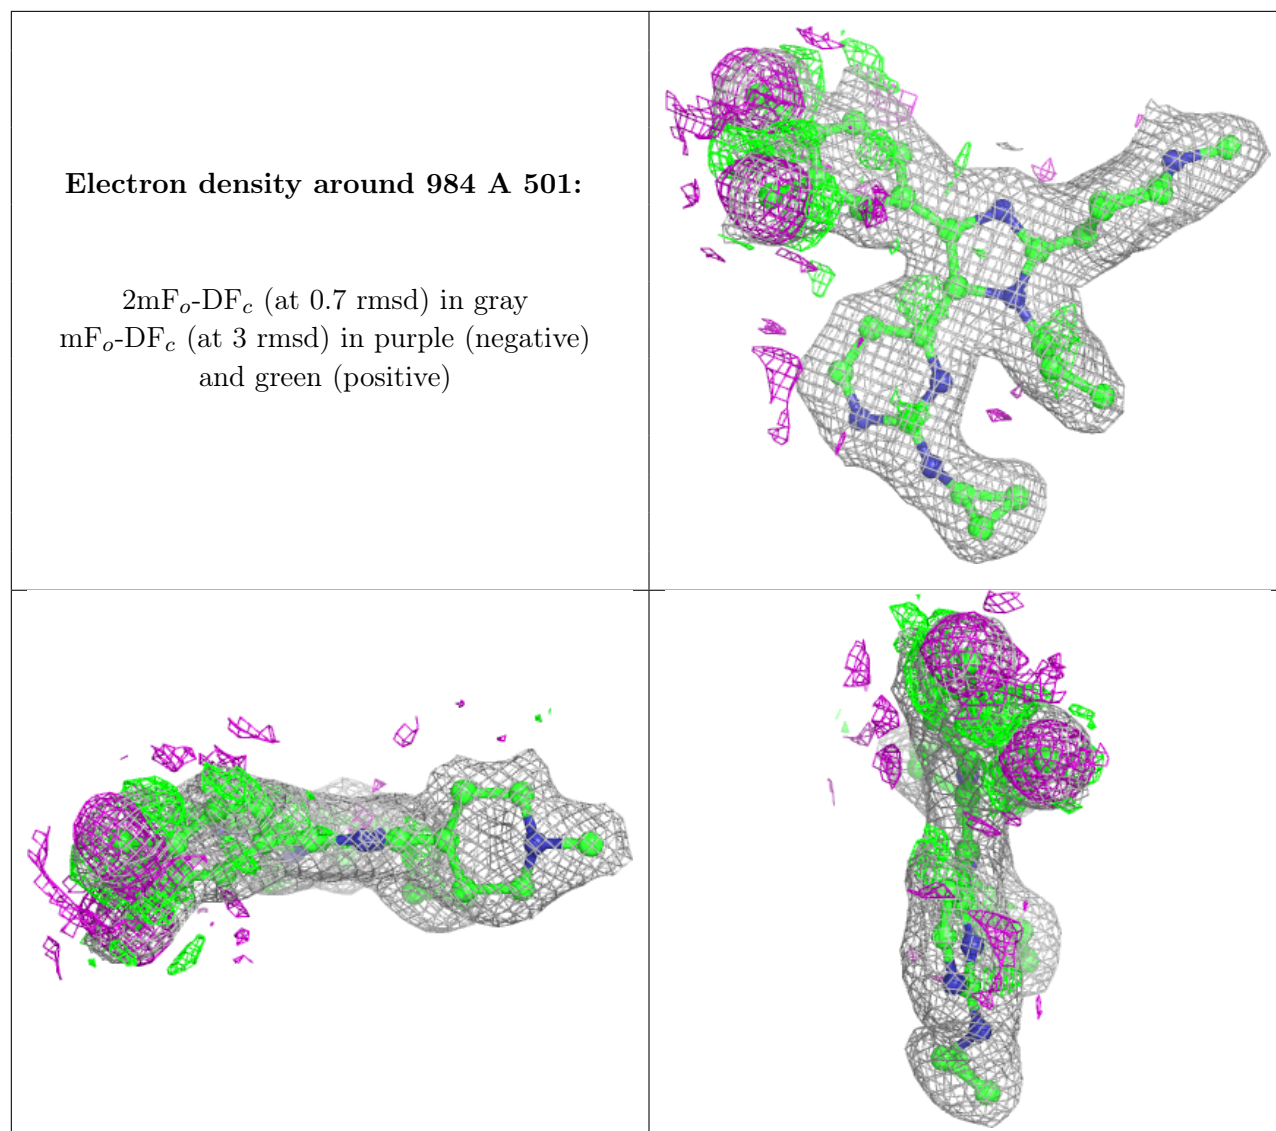 Electron density around 984 A 501:
2mFo-DFc (at 0.7 rmsd) in gray
mFo-DFc (at 3 rmsd) in purple (negative)
and green (positive)